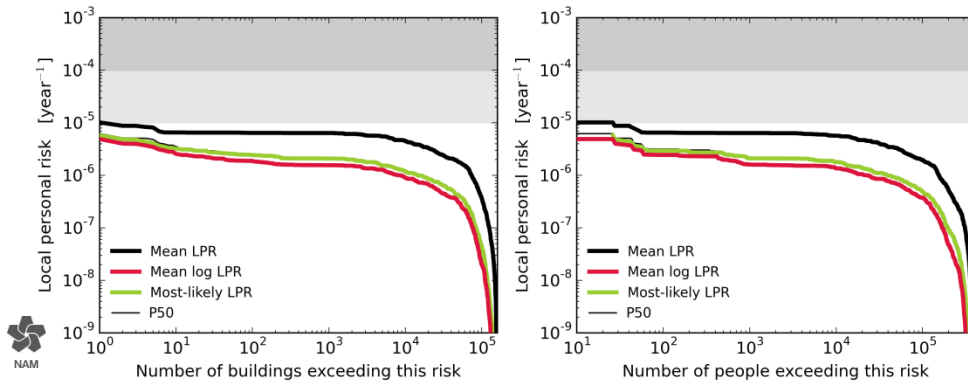 10⁻³
10⁻⁴
10⁻⁵
10⁻⁶
10⁻⁷
10⁻⁸
10⁻⁹
Local personal risk [year⁻¹]
Mean LPR
Mean log LPR
Most-likely LPR
P50
10⁰ 10¹ 10² 10³ 10⁴ 10⁵
Number of buildings exceeding this risk
10⁻³
10⁻⁴
10⁻⁵
10⁻⁶
10⁻⁷
10⁻⁸
10⁻⁹
Local personal risk [year⁻¹]
Mean LPR
Mean log LPR
Most-likely LPR
P50
10¹ 10² 10³ 10⁴ 10⁵
Number of people exceeding this risk
NAM